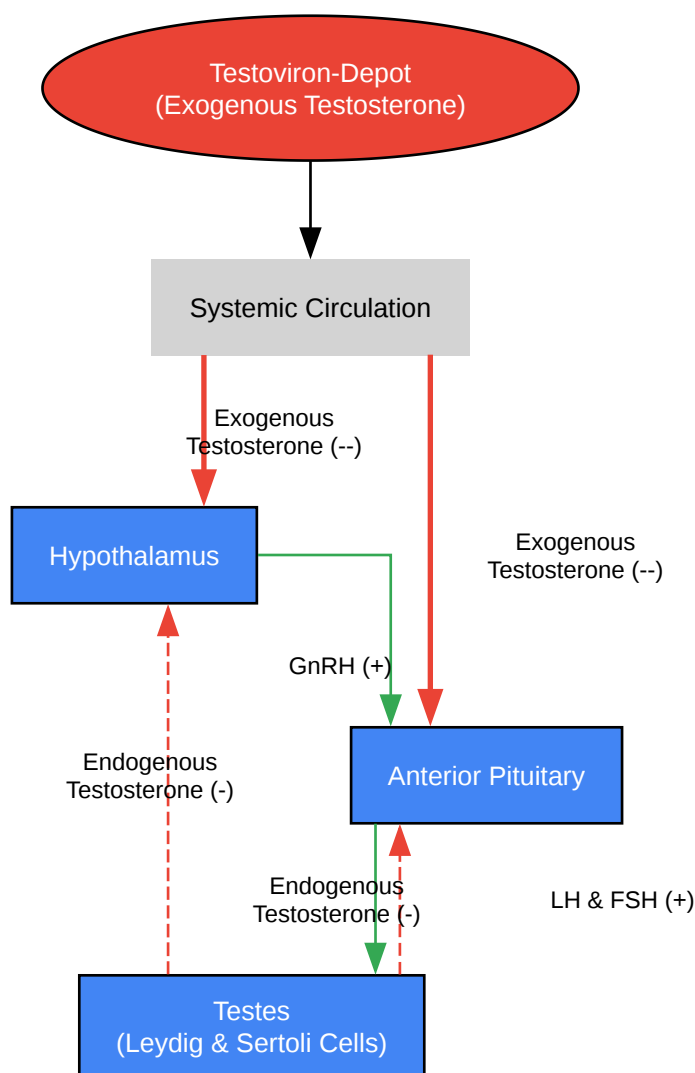 Testoviron-Depot
(Exogenous Testosterone)
Systemic Circulation
Exogenous
Testosterone (--)
Hypothalamus
Exogenous
Testosterone (--)
GnRH (+)
Endogenous
Testosterone (-)
Anterior Pituitary
Endogenous
Testosterone (-)
LH & FSH (+)
Testes
(Leydig & Sertoli Cells)